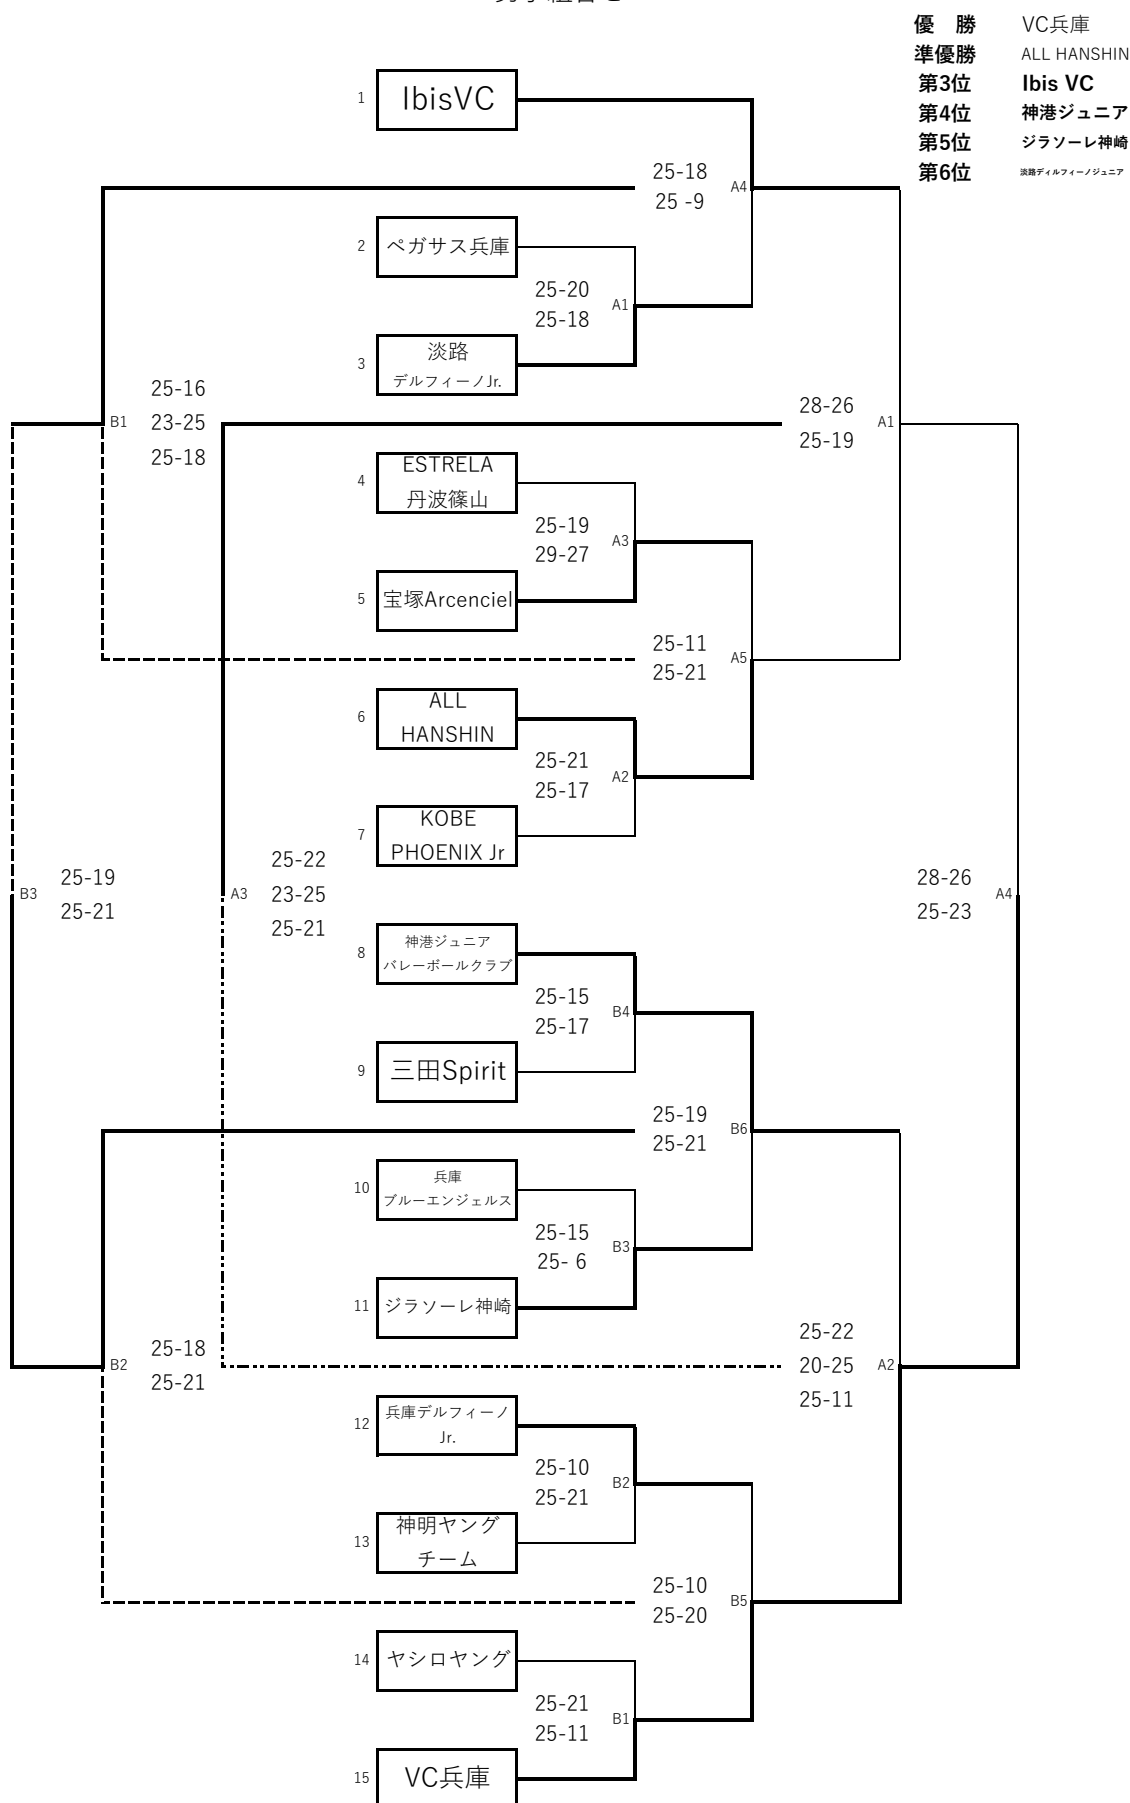 優　勝　VC兵庫
準優勝　ALL HANSHIN
第3位　Ibis VC
第4位　神港ジュニア
第5位　ジラソーレ神崎
第6位　淡路ディルフィーノジュニア
1 IbisVC
25-18
25 -9
A4
2 ペガサス兵庫
25-20
25-18
A1
3 淡路
デルフィーノJr.
25-16
23-25
25-18
B1
28-26
25-19
A1
4 ESTRELA
丹波篠山
25-19
29-27
A3
5 宝塚Arcenciel
25-11
25-21
A5
6 ALL
HANSHIN
25-21
25-17
A2
7 KOBE
PHOENIX Jr
B3
25-19
25-21
A3
25-22
23-25
25-21
28-26
25-23
A4
8 神港ジュニア
バレーボールクラブ
25-15
25-17
B4
9 三田Spirit
25-19
25-21
B6
10 兵庫
ブルーエンジェルス
25-15
25- 6
B3
11 ジラソーレ神崎
B2
25-18
25-21
25-22
20-25
25-11
A2
12 兵庫デルフィーノ
Jr.
25-10
25-21
B2
13 神明ヤング
チーム
25-10
25-20
B5
14 ヤシロヤング
25-21
25-11
B1
15 VC兵庫